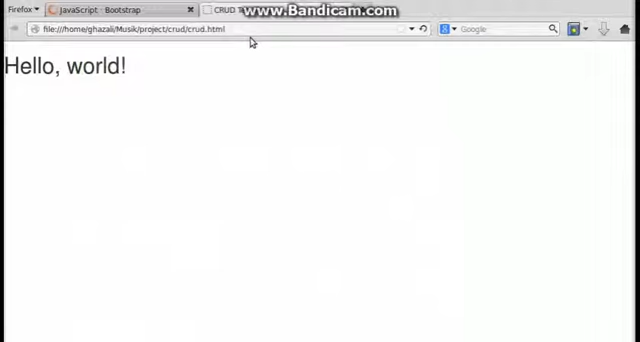 www.Bandicam.com
Firefox
JavaScript · Bootstrap
CRUD
file:///home/ghazali/Musik/project/crud/crud.html
Google
Hello, world!